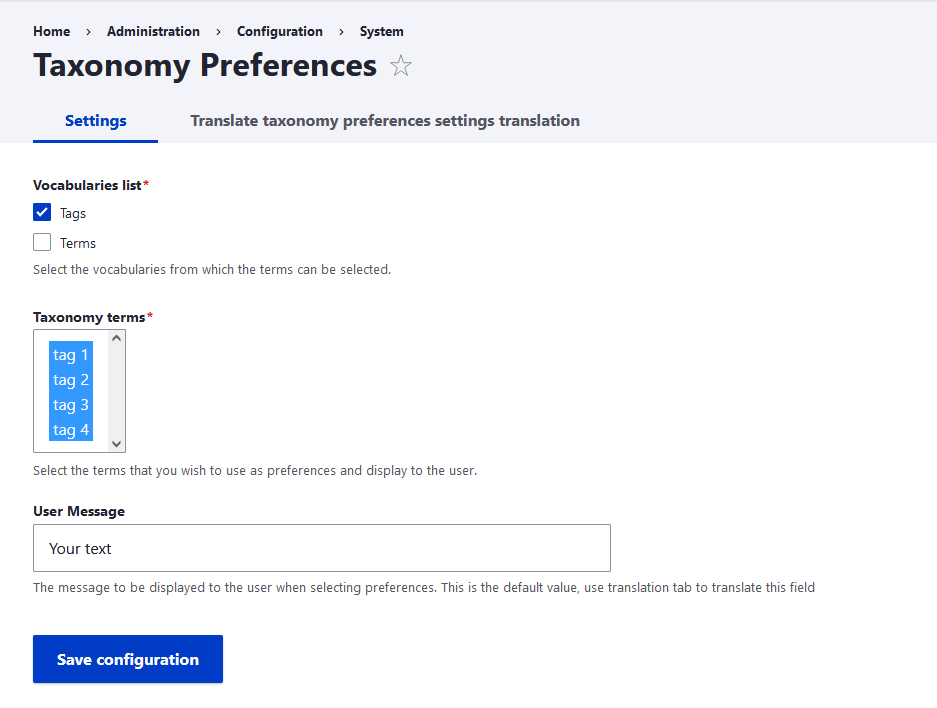 Home › Administration › Configuration › System
Taxonomy Preferences
Settings Translate taxonomy preferences settings translation
Vocabularies list*
Tags
Terms
Select the vocabularies from which the terms can be selected.
Taxonomy terms*
tag 1
tag 2
tag 3
tag 4
Select the terms that you wish to use as preferences and display to the user.
User Message
Your text
The message to be displayed to the user when selecting preferences. This is the default value, use translation tab to translate this field
Save configuration